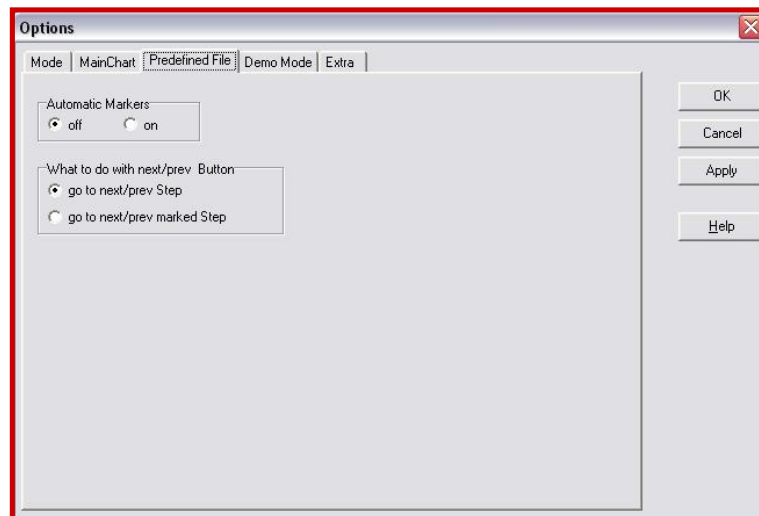 Options
Mode MainChart Predefined File Demo Mode Extra
Automatic Markers
off on
What to do with next/prev Button
go to next/prev Step
go to next/prev marked Step
OK
Cancel
Apply
Help